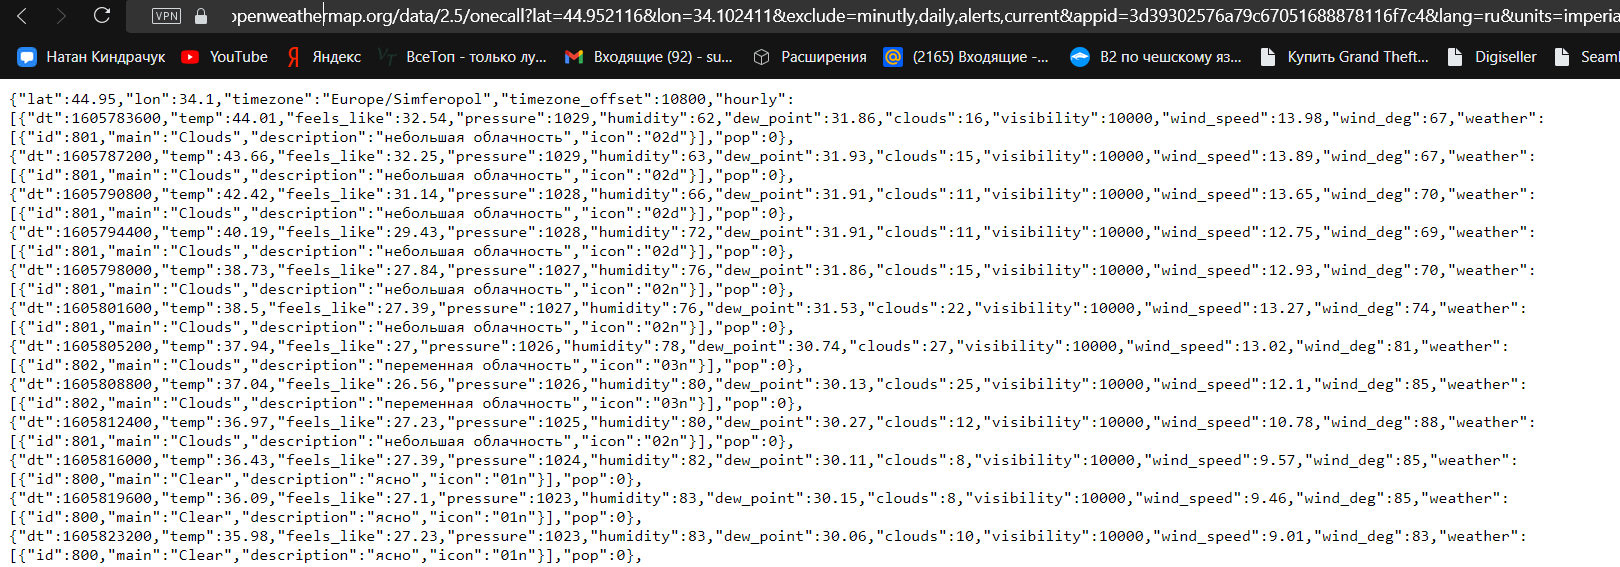 VPN openweathermap.org/data/2.5/onecall?lat=44.952116&lon=34.102411&exclude=minutly,daily,alerts,current&appid=3d39302576a79c67051688878116f7c4&lang=ru&units=imperia
Натан Киндрачук YouTube Яндекс ВсеТоп - только лу... Входящие (92) - su... Расширения (2165) Входящие -... B2 по чешскому яз... Купить Grand Theft... Digiseller Seaml
{"lat":44.95,"lon":34.1,"timezone":"Europe/Simferopol","timezone_offset":10800,"hourly":
[{"dt":1605783600,"temp":44.01,"feels_like":32.54,"pressure":1029,"humidity":62,"dew_point":31.86,"clouds":16,"visibility":10000,"wind_speed":13.98,"wind_deg":67,"weather":
[{"id":801,"main":"Clouds","description":"небольшая облачность","icon":"02d"}],"pop":0},
{"dt":1605787200,"temp":43.66,"feels_like":32.25,"pressure":1029,"humidity":63,"dew_point":31.93,"clouds":15,"visibility":10000,"wind_speed":13.89,"wind_deg":67,"weather":
[{"id":801,"main":"Clouds","description":"небольшая облачность","icon":"02d"}],"pop":0},
{"dt":1605790800,"temp":42.42,"feels_like":31.14,"pressure":1028,"humidity":66,"dew_point":31.91,"clouds":11,"visibility":10000,"wind_speed":13.65,"wind_deg":70,"weather":
[{"id":801,"main":"Clouds","description":"небольшая облачность","icon":"02d"}],"pop":0},
{"dt":1605794400,"temp":40.19,"feels_like":29.43,"pressure":1028,"humidity":72,"dew_point":31.91,"clouds":11,"visibility":10000,"wind_speed":12.75,"wind_deg":69,"weather":
[{"id":801,"main":"Clouds","description":"небольшая облачность","icon":"02d"}],"pop":0},
{"dt":1605798000,"temp":38.73,"feels_like":27.84,"pressure":1027,"humidity":76,"dew_point":31.86,"clouds":15,"visibility":10000,"wind_speed":12.93,"wind_deg":70,"weather":
[{"id":801,"main":"Clouds","description":"небольшая облачность","icon":"02n"}],"pop":0},
{"dt":1605801600,"temp":38.5,"feels_like":27.39,"pressure":1027,"humidity":76,"dew_point":31.53,"clouds":22,"visibility":10000,"wind_speed":13.27,"wind_deg":74,"weather":
[{"id":801,"main":"Clouds","description":"небольшая облачность","icon":"02n"}],"pop":0},
{"dt":1605805200,"temp":37.94,"feels_like":27,"pressure":1026,"humidity":78,"dew_point":30.74,"clouds":27,"visibility":10000,"wind_speed":13.02,"wind_deg":81,"weather":
[{"id":802,"main":"Clouds","description":"переменная облачность","icon":"03n"}],"pop":0},
{"dt":1605808800,"temp":37.04,"feels_like":26.56,"pressure":1026,"humidity":80,"dew_point":30.13,"clouds":25,"visibility":10000,"wind_speed":12.1,"wind_deg":85,"weather":
[{"id":802,"main":"Clouds","description":"переменная облачность","icon":"03n"}],"pop":0},
{"dt":1605812400,"temp":36.97,"feels_like":27.23,"pressure":1025,"humidity":80,"dew_point":30.27,"clouds":12,"visibility":10000,"wind_speed":10.78,"wind_deg":88,"weather":
[{"id":801,"main":"Clouds","description":"небольшая облачность","icon":"02n"}],"pop":0},
{"dt":1605816000,"temp":36.43,"feels_like":27.39,"pressure":1024,"humidity":82,"dew_point":30.11,"clouds":8,"visibility":10000,"wind_speed":9.57,"wind_deg":85,"weather":
[{"id":800,"main":"Clear","description":"ясно","icon":"01n"}],"pop":0},
{"dt":1605819600,"temp":36.09,"feels_like":27.1,"pressure":1023,"humidity":83,"dew_point":30.15,"clouds":8,"visibility":10000,"wind_speed":9.46,"wind_deg":85,"weather":
[{"id":800,"main":"Clear","description":"ясно","icon":"01n"}],"pop":0},
{"dt":1605823200,"temp":35.98,"feels_like":27.23,"pressure":1023,"humidity":83,"dew_point":30.06,"clouds":10,"visibility":10000,"wind_speed":9.01,"wind_deg":83,"weather":
[{"id":800,"main":"Clear","description":"ясно","icon":"01n"}],"pop":0},